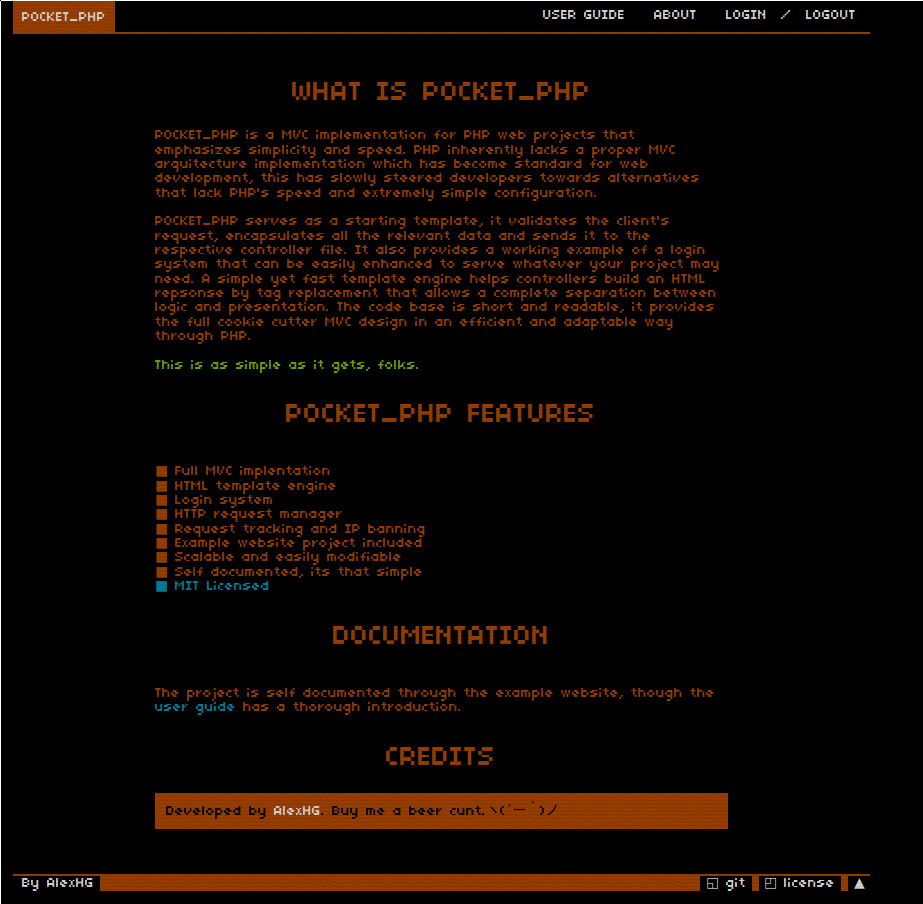 POCKET_PHP
USER GUIDE ABOUT LOGIN / LOGOUT
WHAT IS POCKET_PHP
POCKET_PHP is a MVC implementation for PHP web projects that
emphasizes simplicity and speed. PHP inherently lacks a proper MVC
arquitecture implementation which has become standard for web
development, this has slowly steered developers towards alternatives
that lack PHP's speed and extremely simple configuration.
POCKET_PHP serves as a starting template, it validates the client's
request, encapsulates all the relevant data and sends it to the
respective controller file. It also provides a working example of a login
system that can be easily enhanced to serve whatever your project may
need. A simple yet fast template engine helps controllers build an HTML
repsonse by tag replacement that allows a complete separation between
logic and presentation. The code base is short and readable, it provides
the full cookie cutter MVC design in an efficient and adaptable way
through PHP.
This is as simple as it gets, folks.
POCKET_PHP FEATURES
Full MVC implentation
HTML template engine
Login system
HTTP request manager
Request tracking and IP banning
Example website project included
Scalable and easily modifiable
Self documented, its that simple
MIT Licensed
DOCUMENTATION
The project is self documented through the example website, though the
user guide has a thorough introduction.
CREDITS
Developed by AlexHG. Buy me a beer cunt. ヽ(´ー｀)ノ
By AlexHG
◱ git ◰ license ▲